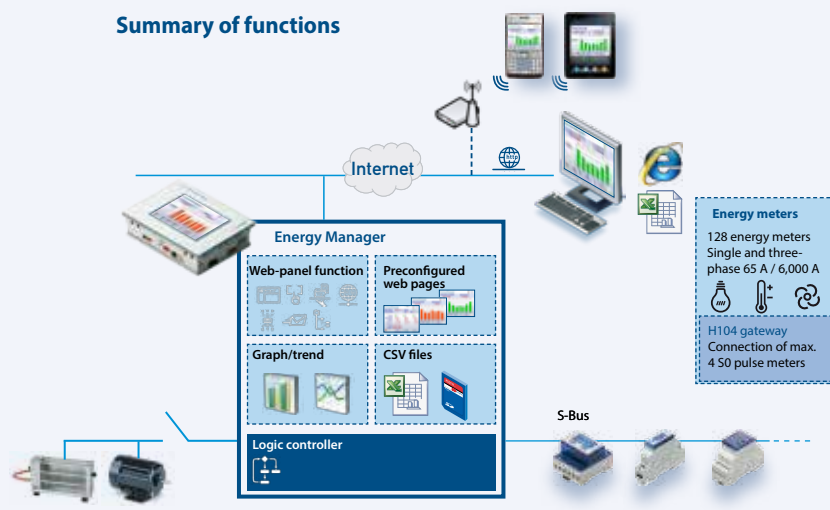 Summary of functions
http
Internet
Energy Manager
Web-panel function
Preconfigured
web pages
Graph/trend
CSV files
Logic controller
Energy meters
128 energy meters
Single and three-
phase 65 A / 6,000 A
H104 gateway
Connection of max.
4 S0 pulse meters
S-Bus